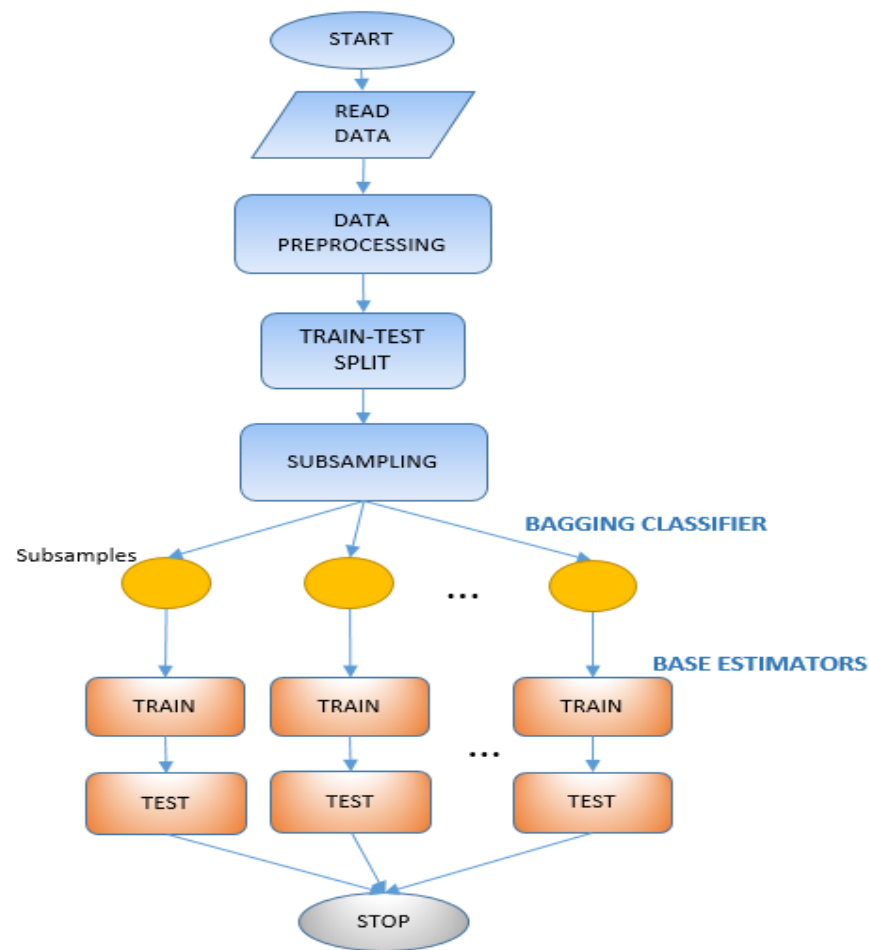 START
READ
DATA
DATA
PREPROCESSING
TRAIN-TEST
SPLIT
SUBSAMPLING
BAGGING CLASSIFIER
Subsamples
...
BASE ESTIMATORS
TRAIN
TRAIN
TRAIN
...
TEST
TEST
TEST
STOP